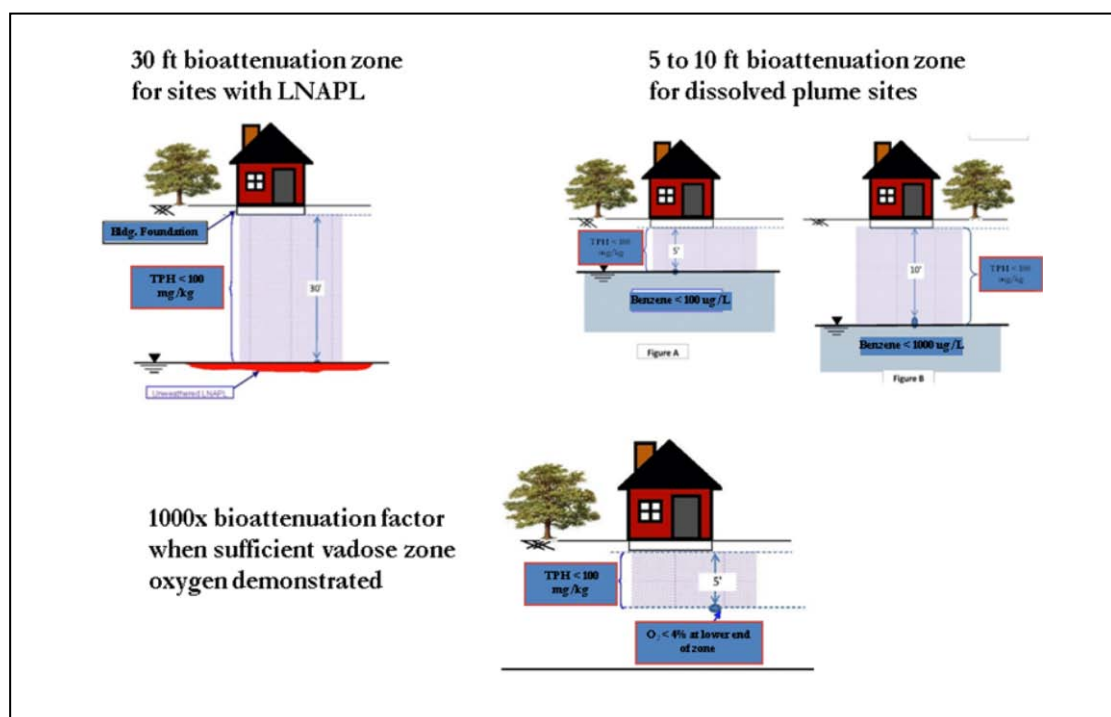 30 ft bioattenuation zone
for sites with LNAPL
5 to 10 ft bioattenuation zone
for dissolved plume sites
Bldg. Foundation
TPH < 100
mg/kg
30'
Unweathered LNAPL
TPH < 100
mg/kg
5'
Benzene < 100 ug/L
Figure A
10'
TPH < 100
mg/kg
Benzene < 1000 ug/L
Figure B
1000x bioattenuation factor
when sufficient vadose zone
oxygen demonstrated
TPH < 100
mg/kg
5'
O2 < 4% at lower end
of zone